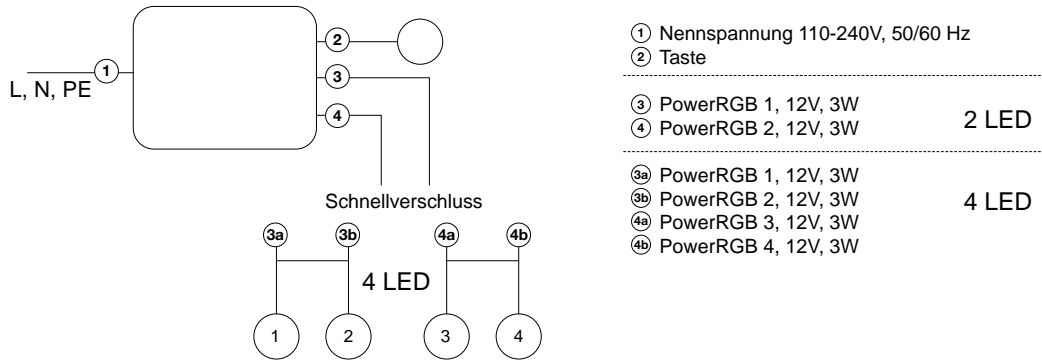 L, N, PE
1
2
3
4
Schnellverschluss
3a
3b
4a
4b
4 LED
1
2
3
4
1 Nennspannung 110-240V, 50/60 Hz
2 Taste
3 PowerRGB 1, 12V, 3W
4 PowerRGB 2, 12V, 3W
2 LED
3a PowerRGB 1, 12V, 3W
3b PowerRGB 2, 12V, 3W
4a PowerRGB 3, 12V, 3W
4b PowerRGB 4, 12V, 3W
4 LED